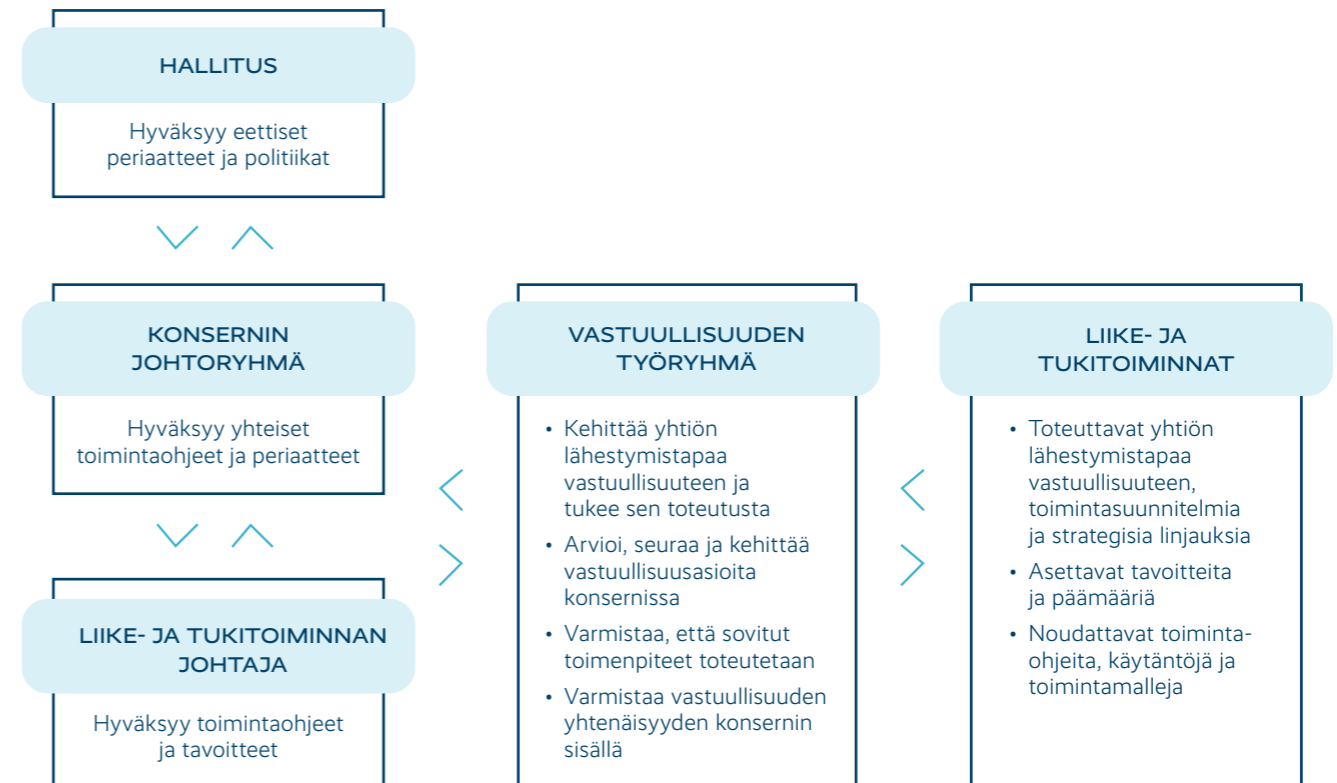 HALLITUS
Hyväksyy eettiset
periaatteet ja politiikat
KONSERNIN
JOHTORYHMÄ
Hyväksyy yhteiset
toimintaohjeet ja periaatteet
LIIKE- JA TUKITOIMINNAN
JOHTAJA
Hyväksyy toimintaohjeet
ja tavoitteet
VASTUULLISUUDEN
TYÖRYHMÄ
• Kehittää yhtiön
lähestymistapaa
vastuullisuuteen ja
tukee sen toteutusta
• Arvioi, seuraa ja kehittää
vastuullisuusasioita
konsernissa
• Varmistaa, että sovitut
toimenpiteet toteutetaan
• Varmistaa vastuullisuuden
yhtenäisyyden konsernin
sisällä
LIIKE- JA
TUKITOIMINNAT
• Toteuttavat yhtiön
lähestymistapaa
vastuullisuuteen,
toimintasuunnitelmia
ja strategisia linjauksia
• Asettavat tavoitteita
ja päämääriä
• Noudattavat toiminta-
ohjeita, käytäntöjä ja
toimintamalleja